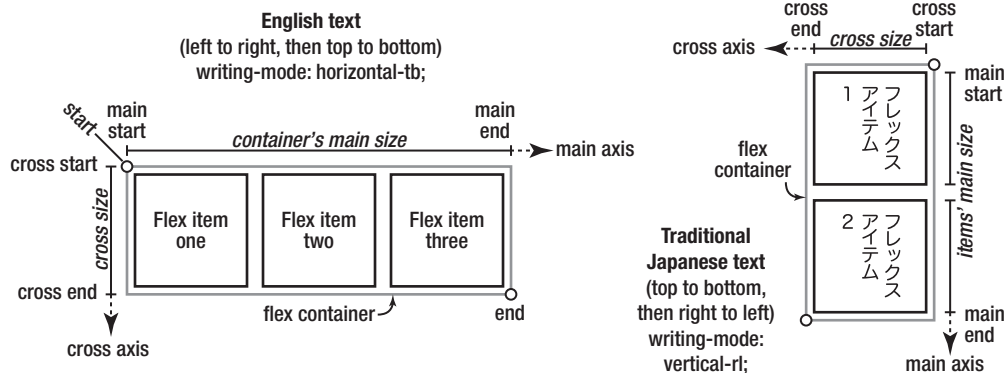 English text
(left to right, then top to bottom)
writing-mode: horizontal-tb;
start
main
start
container's main size
main
end
main axis
cross start
cross size
Flex item
one
Flex item
two
Flex item
three
cross end
flex container
end
cross axis
cross
end
cross
start
cross axis
cross size
main
start
フレックス
アイテム
1
flex
container
items' main size
フレックス
アイテム
2
Traditional
Japanese text
(top to bottom,
then right to left)
writing-mode:
vertical-rl;
main
end
main axis